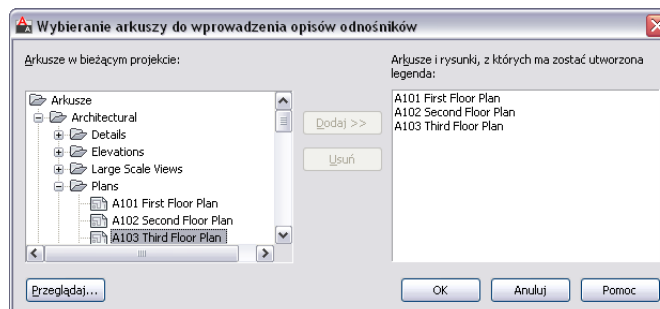 Wybieranie arkuszy do wprowadzenia opisów odnośników
Arkusze w bieżącym projekcie:
Arkusze
Architectural
Details
Elevations
Large Scale Views
Plans
A101 First Floor Plan
A102 Second Floor Plan
A103 Third Floor Plan
Przeglądaj...
Dodaj >>
Usuń
Arkusze i rysunki, z których ma zostać utworzona
legenda:
A101 First Floor Plan
A102 Second Floor Plan
A103 Third Floor Plan
OK
Anuluj
Pomoc